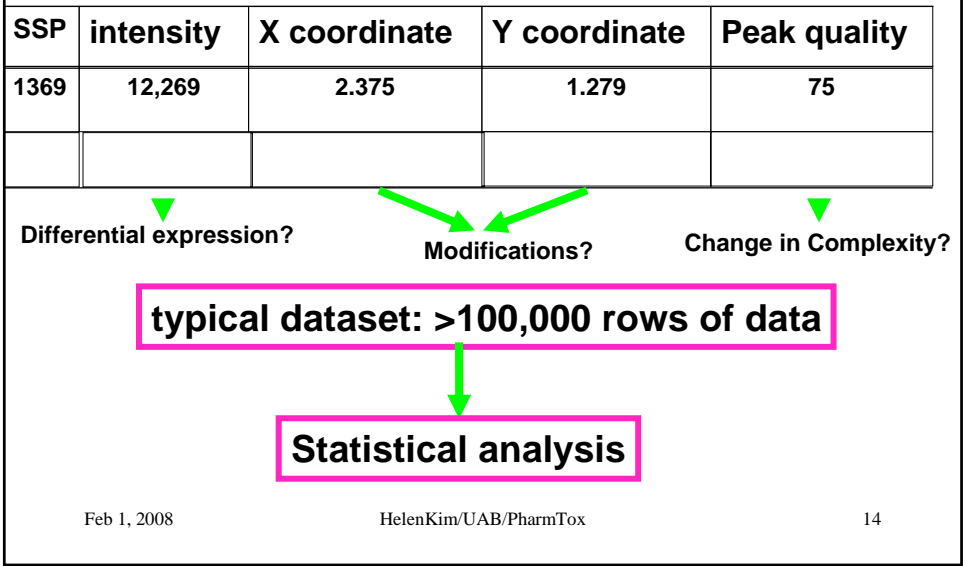 SSP intensity X coordinate Y coordinate Peak quality
1369 12,269 2.375 1.279 75
Differential expression?
Modifications?
Change in Complexity?
typical dataset: >100,000 rows of data
Statistical analysis
Feb 1, 2008 HelenKim/UAB/PharmTox 14